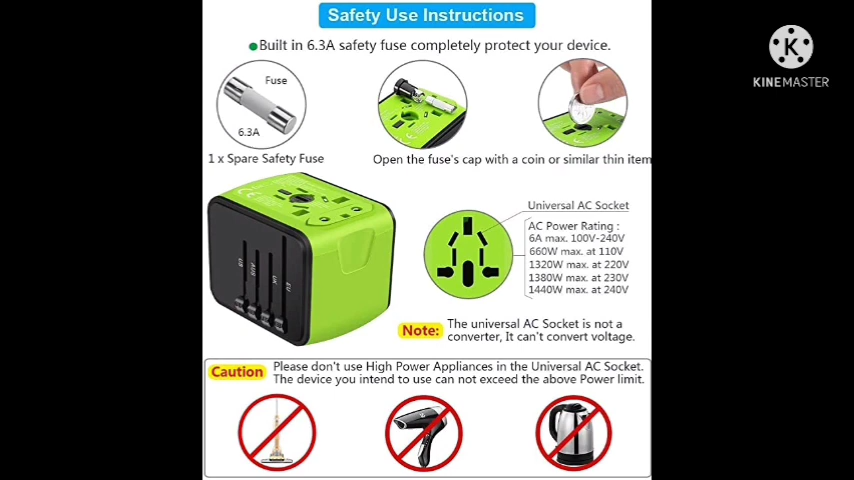 Safety Use Instructions
Built in 6.3A safety fuse completely protect your device.
KINEMASTER
Fuse
6.3A
1 x Spare Safety Fuse
Open the fuse's cap with a coin or similar thin item
Universal AC Socket
AC Power Rating :
6A max. 100V-240V
660W max. at 110V
1320W max. at 220V
1380W max. at 230V
1440W max. at 240V
US
AUS
UK
EU
Note: The universal AC Socket is not a
converter, It can't convert voltage.
Caution Please don't use High Power Appliances in the Universal AC Socket.
The device you intend to use can not exceed the above Power limit.